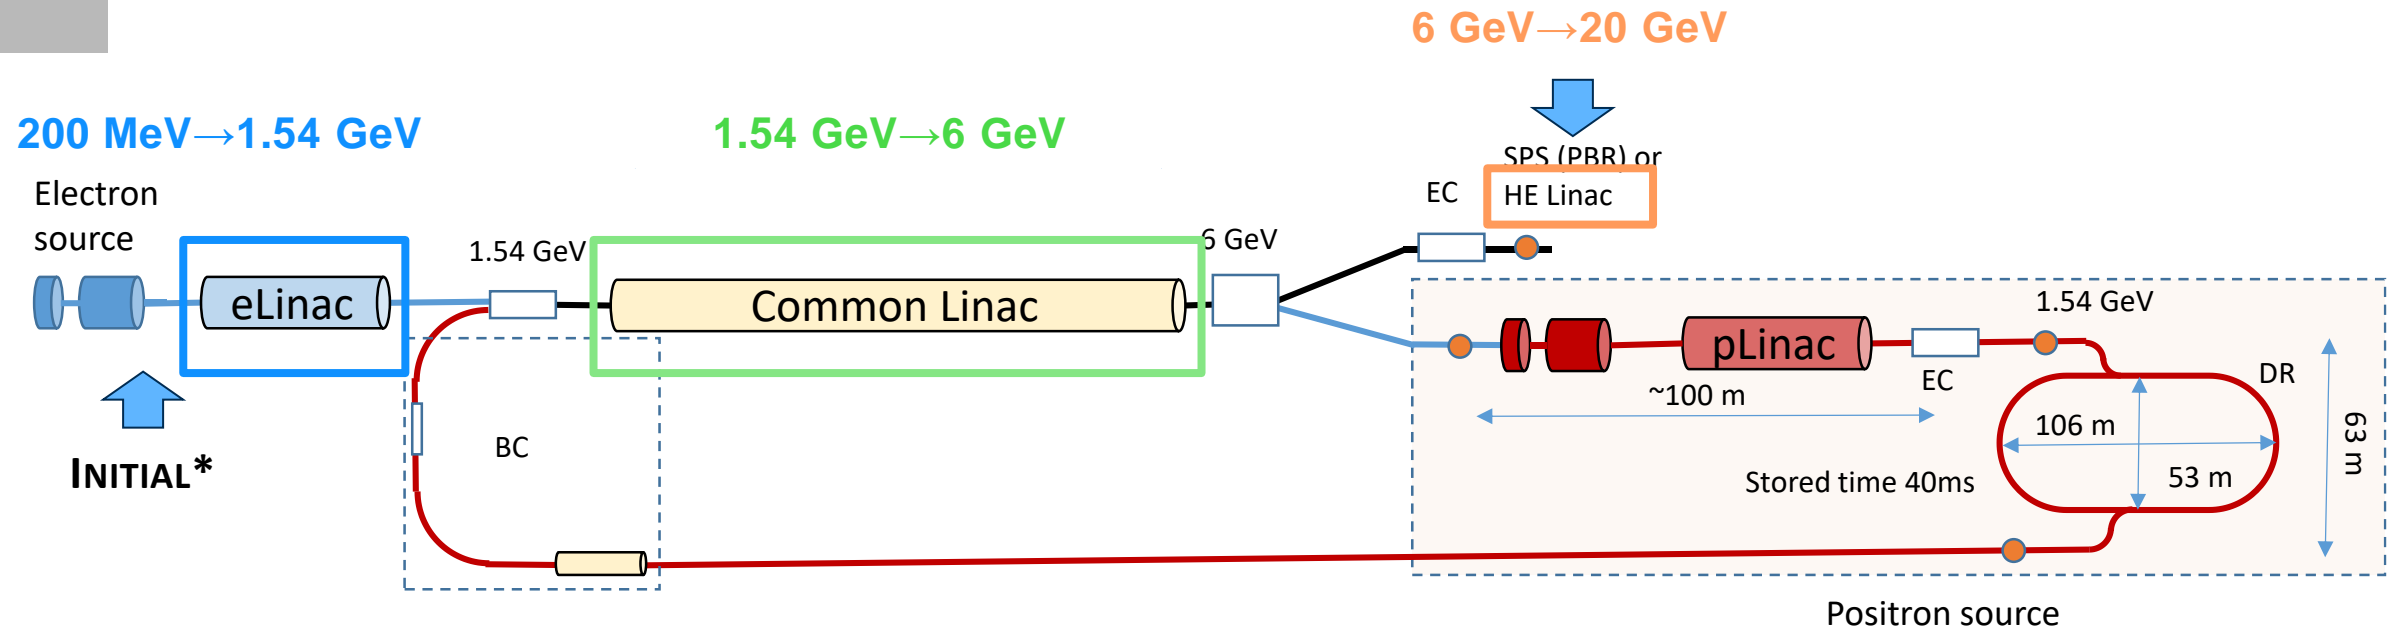 6 GeV→20 GeV
200 MeV→1.54 GeV
1.54 GeV→6 GeV
SPS (PBR) or
HE Linac
EC
Electron
source
1.54 GeV
6 GeV
eLinac
Common Linac
1.54 GeV
pLinac
EC
DR
~100 m
106 m
53 m
63 m
Stored time 40ms
BC
INITIAL*
Positron source